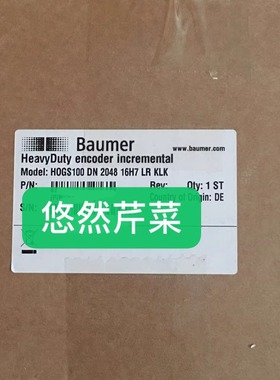 Baumer
www.baumer.com
HeavyDuty encoder incremental
Model: HOGS100 DN 2048 16H7 LR KLK
P/N: Rev: Qty: 1 ST
Country of Origin: DE
S/N:
悠然芹菜